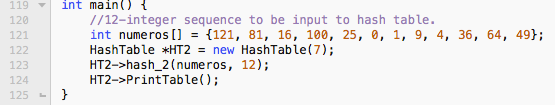 119 int main() {
120 //12-integer sequence to be input to hash table.
121 int numeros[] = {121, 81, 16, 100, 25, 0, 1, 9, 4, 36, 64, 49};
122 HashTable *HT2 = new HashTable(7);
123 HT2->hash_2(numeros, 12);
124 HT2->PrintTable();
125 }